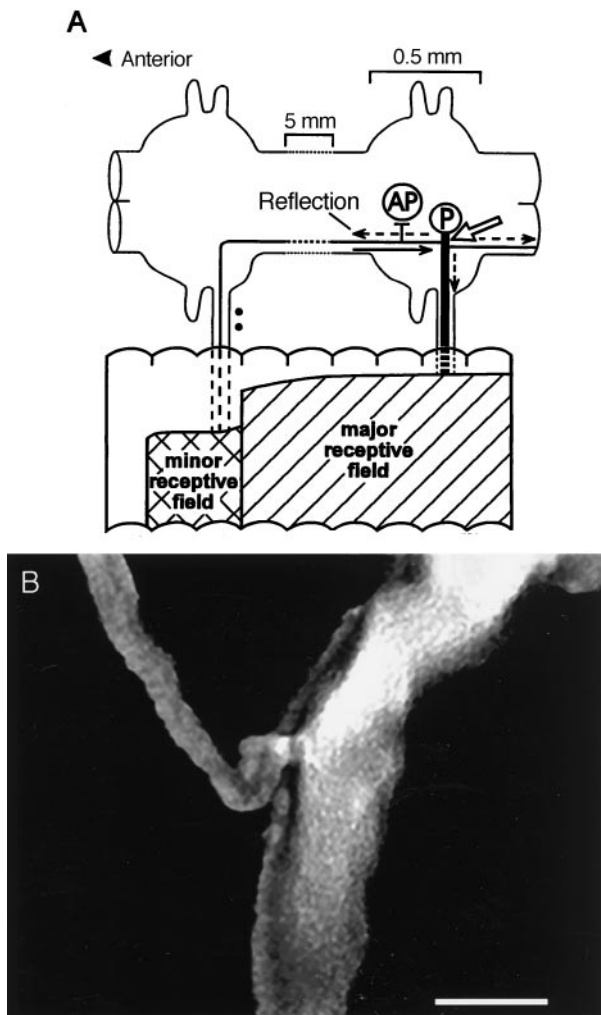 A
Anterior
0.5 mm
5 mm
Reflection
AP
P
minor
receptive
field
major
receptive
field
B